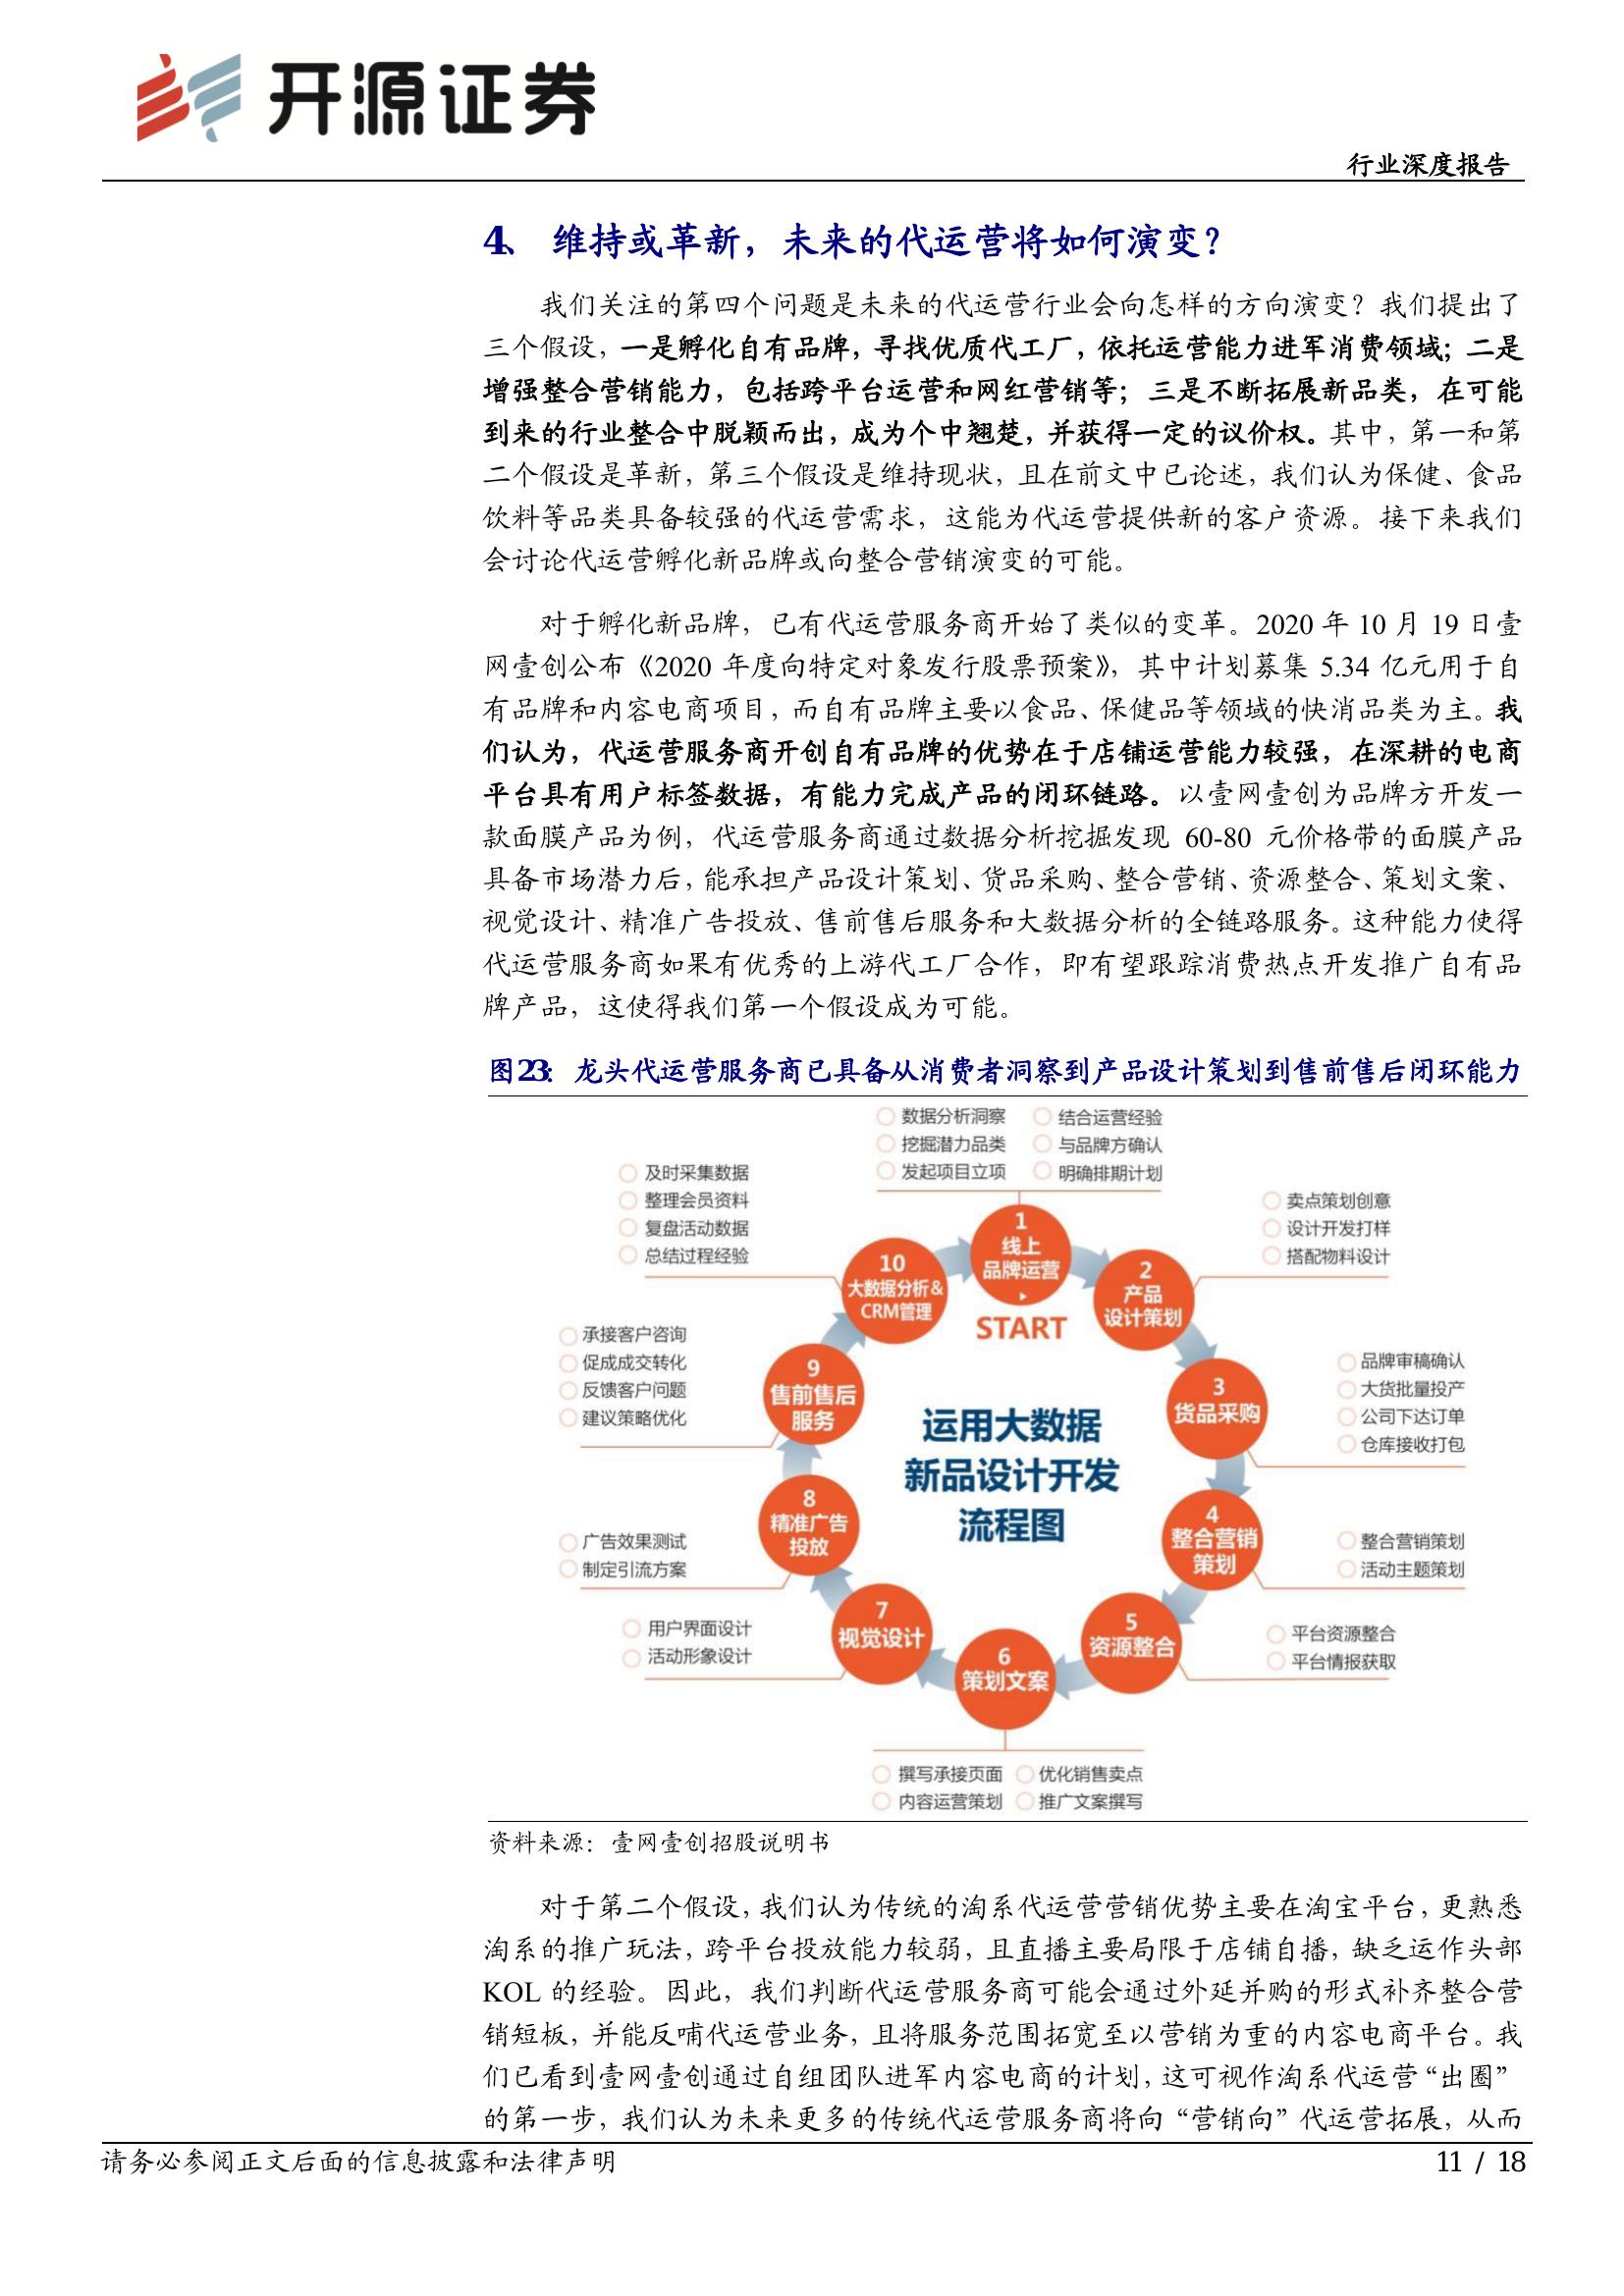 开源证券
行业深度报告
4、 维持或革新，未来的代运营将如何演变？
我们关注的第四个问题是未来的代运营行业会向怎样的方向演变？我们提出了
三个假设，一是孵化自有品牌，寻找优质代工厂，依托运营能力进军消费领域；二是
增强整合营销能力，包括跨平台运营和网红营销等；三是不断拓展新品类，在可能
到来的行业整合中脱颖而出，成为个中翘楚，并获得一定的议价权。其中，第一和第
二个假设是革新，第三个假设是维持现状，且在前文中已论述，我们认为保健、食品
饮料等品类具备较强的代运营需求，这能为代运营提供新的客户资源。接下来我们
会讨论代运营孵化新品牌或向整合营销演变的可能。
对于孵化新品牌，已有代运营服务商开始了类似的变革。2020 年 10 月 19 日壹
网壹创公布《2020 年度向特定对象发行股票预案》，其中计划募集 5.34 亿元用于自
有品牌和内容电商项目，而自有品牌主要以食品、保健品等领域的快消品类为主。我
们认为，代运营服务商开创自有品牌的优势在于店铺运营能力较强，在深耕的电商
平台具有用户标签数据，有能力完成产品的闭环链路。以壹网壹创为品牌方开发一
款面膜产品为例，代运营服务商通过数据分析挖掘发现 60-80 元价格带的面膜产品
具备市场潜力后，能承担产品设计策划、货品采购、整合营销、资源整合、策划文案、
视觉设计、精准广告投放、售前售后服务和大数据分析的全链路服务。这种能力使得
代运营服务商如果有优秀的上游代工厂合作，即有望跟踪消费热点开发推广自有品
牌产品，这使得我们第一个假设成为可能。
图23：龙头代运营服务商已具备从消费者洞察到产品设计策划到售前售后闭环能力
数据分析洞察 结合运营经验
挖掘潜力品类 与品牌方确认
发起项目立项 明确排期计划
1
线上
品牌运营
START
卖点策划创意
设计开发打样
搭配物料设计
2
产品
设计策划
品牌审稿确认
大货批量投产
公司下达订单
仓库接收打包
3
货品采购
整合营销策划
活动主题策划
4
整合营销
策划
平台资源整合
平台情报获取
5
资源整合
6
策划文案
撰写承接页面 优化销售卖点
内容运营策划 推广文案撰写
7
视觉设计
用户界面设计
活动形象设计
8
精准广告
投放
广告效果测试
制定引流方案
9
售前售后
服务
承接客户咨询
促成成交转化
反馈客户问题
建议策略优化
10
大数据分析&
CRM管理
及时采集数据
整理会员资料
复盘活动数据
总结过程经验
运用大数据
新品设计开发
流程图
资料来源：壹网壹创招股说明书
对于第二个假设，我们认为传统的淘系代运营营销优势主要在淘宝平台，更熟悉
淘系的推广玩法，跨平台投放能力较弱，且直播主要局限于店铺自播，缺乏运作头部
KOL 的经验。因此，我们判断代运营服务商可能会通过外延并购的形式补齐整合营
销短板，并能反哺代运营业务，且将服务范围拓宽至以营销为重的内容电商平台。我
们已看到壹网壹创通过自组团队进军内容电商的计划，这可视作淘系代运营“出圈”
的第一步，我们认为未来更多的传统代运营服务商将向“营销向”代运营拓展，从而
请务必参阅正文后面的信息披露和法律声明
11 / 18